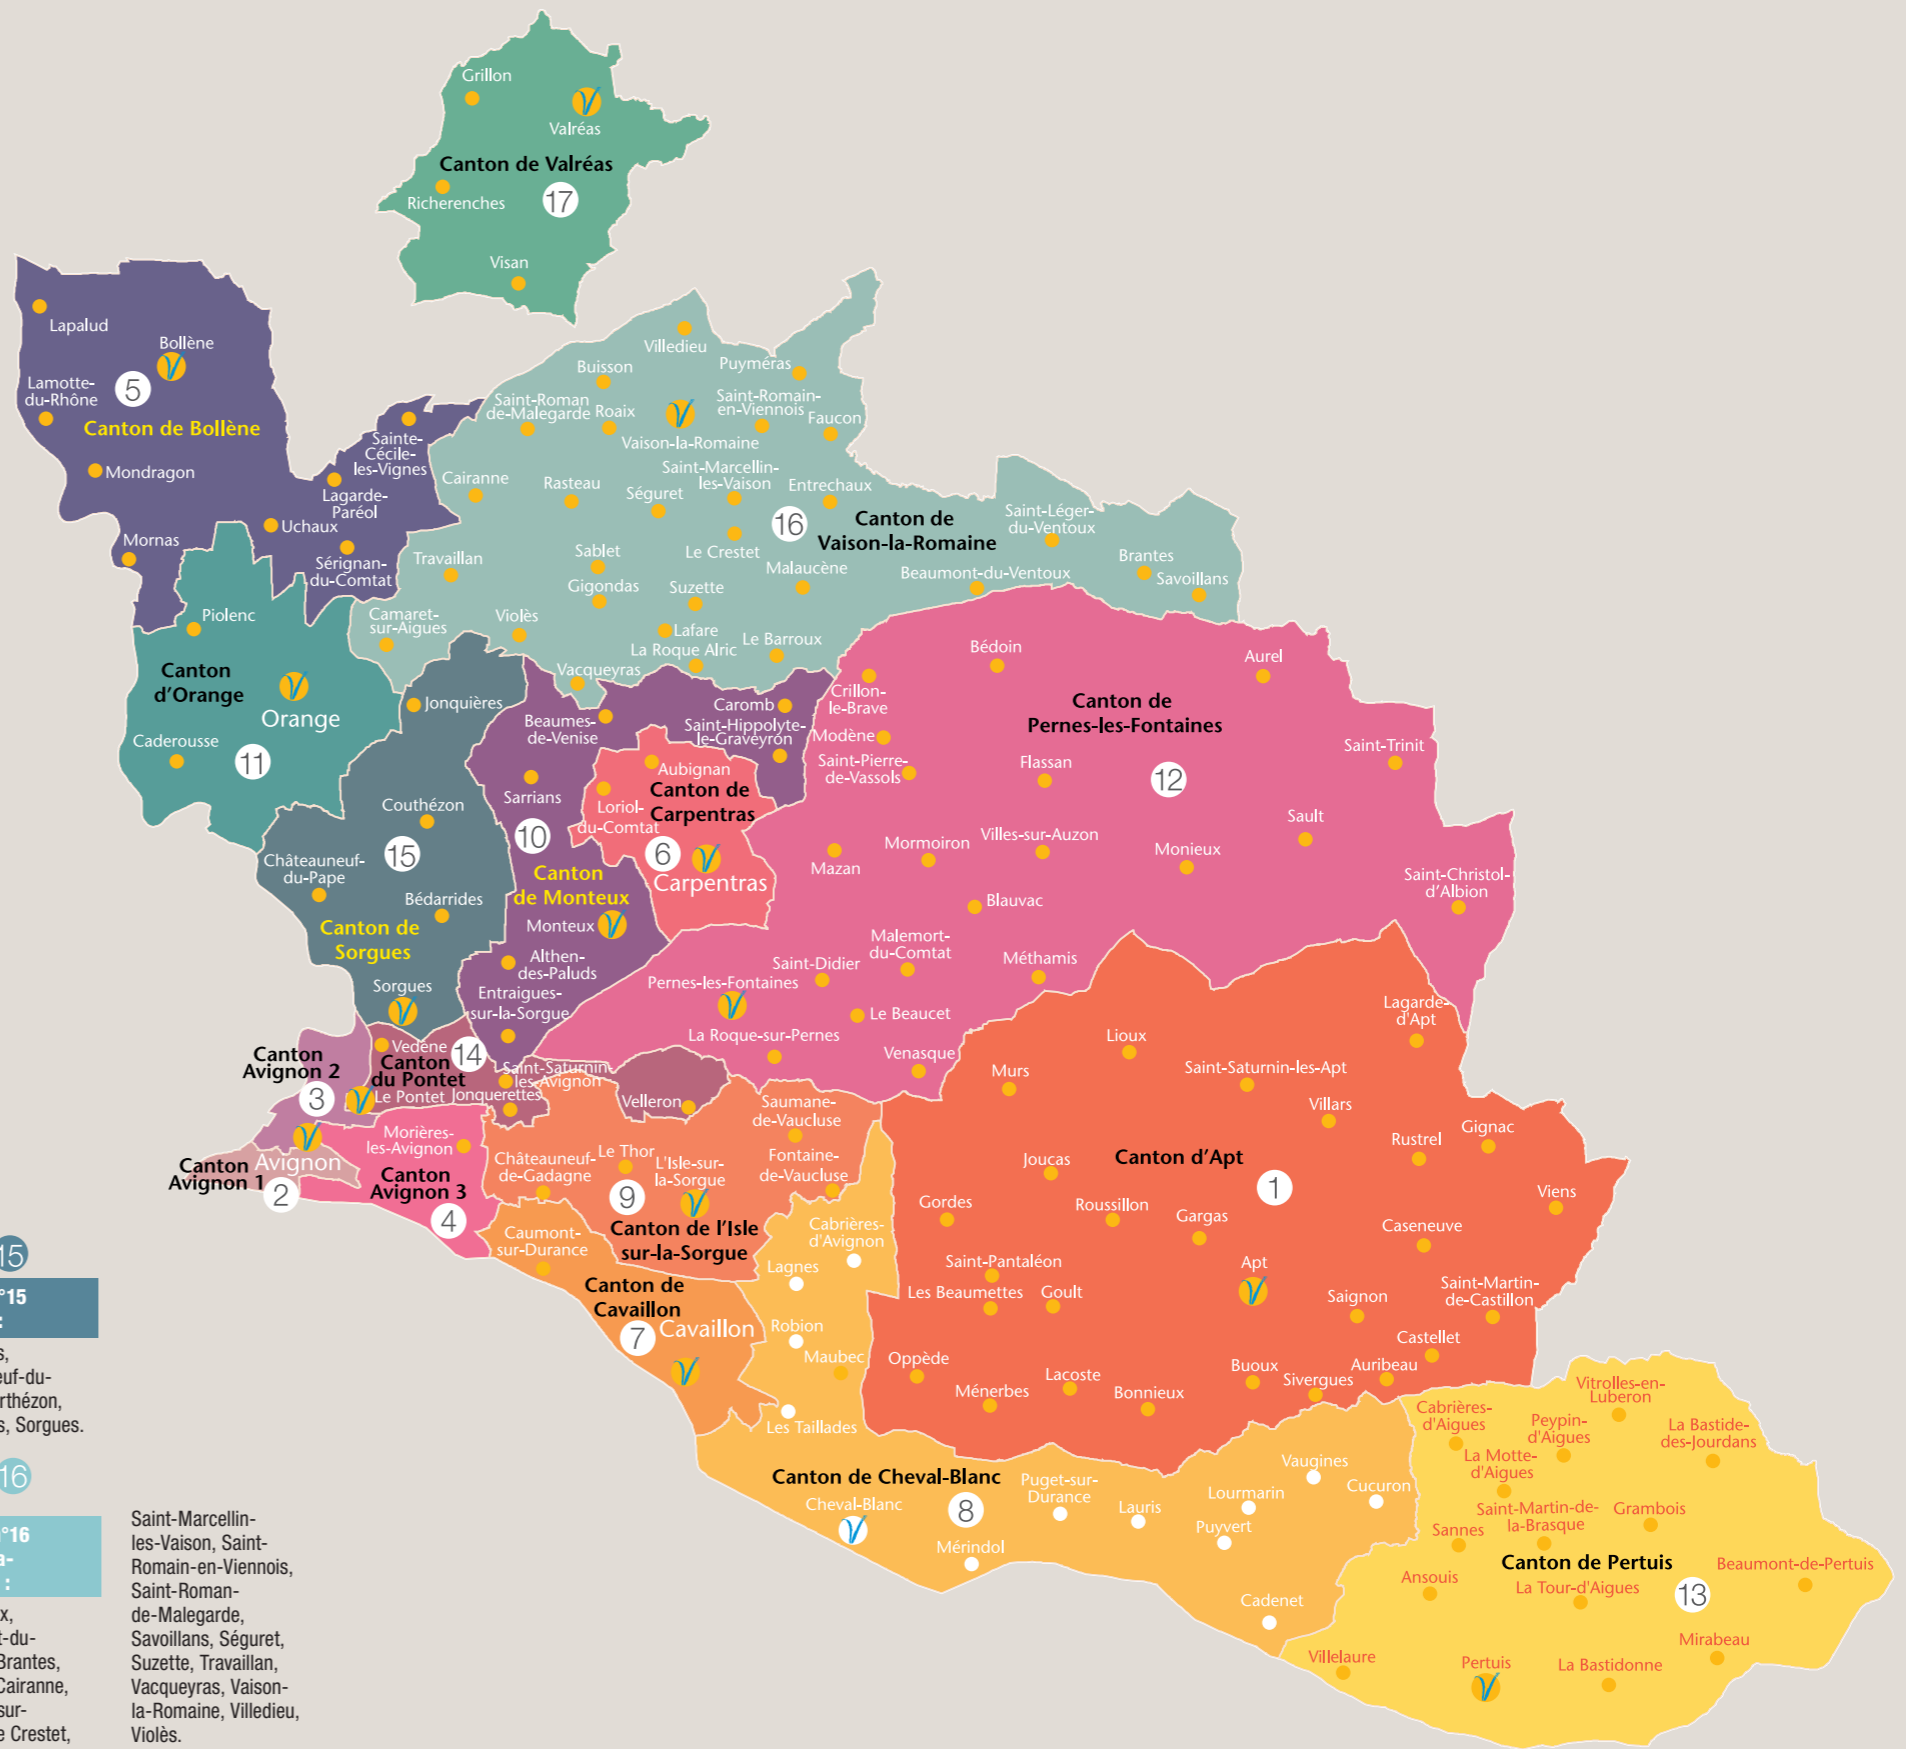 Grillon
Valréas
Canton de Valréas
17
Richerenches
Visan
Lapalud
Bollène
5
Lamotte-
du-Rhône
Canton de Bollène
Mondragon
Sainte-
Cécile-
les-Vignes
Lagarde-
Paréol
Uchaux
Mornas
Sérignan-
du-Comtat
Villedieu
Buisson
Puyméras
Saint-Roman
de-Malegarde
Roaix
Vaison-la-Romaine
Saint-Romain-
en-Viennois
Faucon
Cairanne
Rasteau
Séguret
Saint-Marcellin-
les-Vaison
Entrechaux
16
Canton de
Vaison-la-Romaine
Saint-Léger-
du-Ventoux
Brantes
Savoillans
Travaillan
Sablet
Le Crestet
Malaucène
Beaumont-du-Ventoux
Gigondas
Suzette
Camaret-
sur-Aigues
Violès
Lafare
La Roque Alric
Le Barroux
Vacqueyras
Piolenc
Canton
d'Orange
Orange
Caderousse
11
Jonquières
Couthézon
15
Châteauneuf-
du-Pape
Bédarrides
Canton de
Sorgues
Sorgues
Beaumes-
de-Venise
Caromb
Saint-Hippolyte-
le-Graveyron
Sarrians
10
Canton
de Monteux
Monteux
Althen-
des-Paluds
Entraigues-
sur-la-Sorgue
Aubignan
Canton de
Carpentras
Loriol-
du-Comtat
6
Carpentras
Crillon-
le-Brave
Modène
Saint-Pierre-
de-Vassols
Bédoin
Aurel
Canton de
Pernes-les-Fontaines
12
Flassan
Saint-Trinit
Sault
Mazan
Mormoiron
Villes-sur-Auzon
Monieux
Saint-Christol-
d'Albion
Blauvac
Malemort-
du-Comtat
Méthamis
Saint-Didier
Pernes-les-Fontaines
Le Beaucet
La Roque-sur-Pernes
Venasque
Canton
Avignon 2
3
Vedène
14
Canton
du Pontet
Le Pontet
Jonquerettes
Saint-Saturnin-
les-Avignon
Velleron
Canton
Avignon 1
Avignon
2
Morières-
les-Avignon
Canton
Avignon 3
4
Saumane-
de-Vaucluse
Châteauneuf-
de-Gadagne
Le Thor
L'Isle-sur-
la-Sorgue
Fontaine-
de-Vaucluse
9
Canton de l'Isle
sur-la-Sorgue
Caumont-
sur-Durance
Canton de
Cavaillon
7
Cavaillon
Cabrières-
d'Avignon
Lagnes
Robion
Maubec
Les Taillades
Canton de Cheval-Blanc
Cheval-Blanc
8
Mérindol
Puget-sur-
Durance
Lauris
Lourmarin
Puyvert
Vaugines
Cucuron
Cadenet
Lagarde-
d'Apt
Lioux
Murs
Saint-Saturnin-les-Apt
Villars
Rustrel
Gignac
Joucas
Canton d'Apt
1
Viens
Gordes
Roussillon
Gargas
Caseneuve
Saint-Pantaléon
Apt
Les Beaumettes
Goult
Saignon
Saint-Martin-
de-Castillon
Castellet
Oppède
Ménerbes
Lacoste
Bonnieux
Buoux
Sivergues
Auribeau
Cabrières-
d'Aigues
Vitrolles-en-
Luberon
Peypin-
d'Aigues
La Bastide-
des-Jourdans
La Motte-
d'Aigues
Saint-Martin-de-
la-Brasque
Grambois
Sannes
Canton de Pertuis
13
Beaumont-de-Pertuis
Ansouis
La Tour-d'Aigues
Mirabeau
Villelaure
Pertuis
La Bastidonne
15
°15
:
s,
euf-du-
rthézon,
s, Sorgues.
16
°16
a-
:
x,
t-du-
Brantes,
Cairanne,
sur-
e Crestet,
Saint-Marcellin-
les-Vaison, Saint-
Romain-en-Viennois,
Saint-Roman-
de-Malegarde,
Savoillans, Séguret,
Suzette, Travaillan,
Vacqueyras, Vaison-
la-Romaine, Villedieu,
Violès.